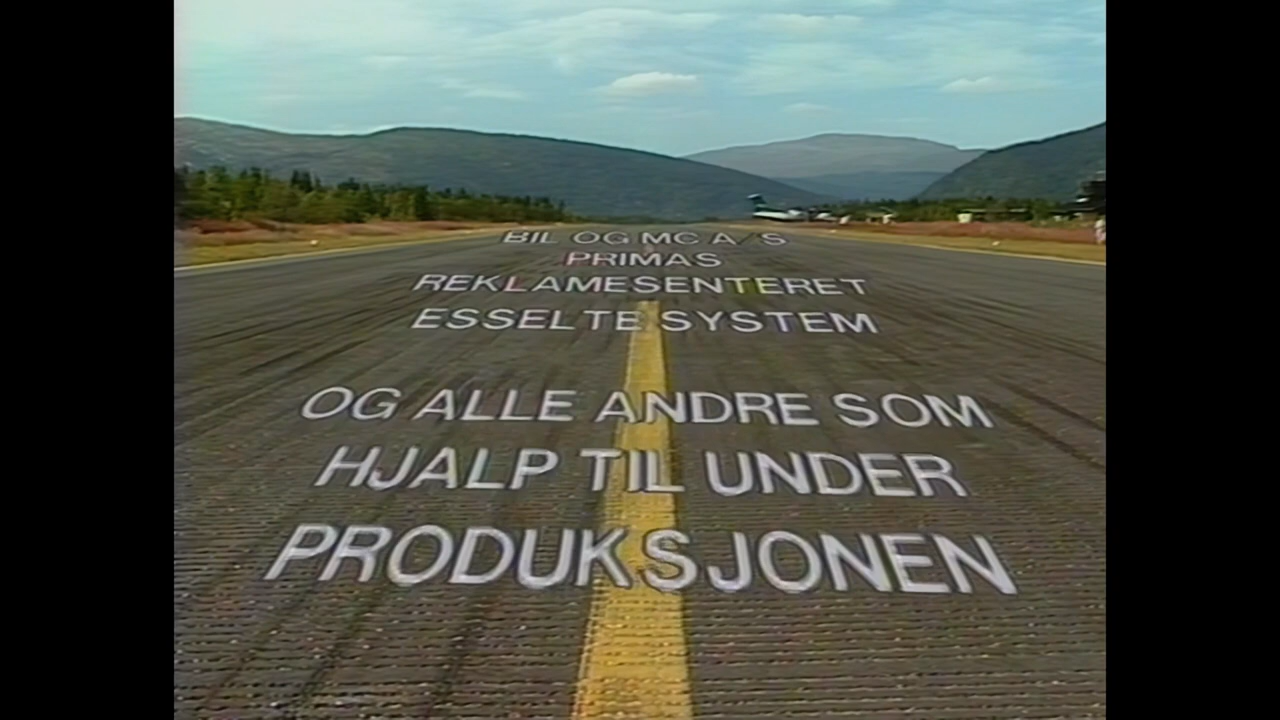 BIL OG MC A/S
PRIMAS
REKLAMESENTERET
ESSELTE SYSTEM
OG ALLE ANDRE SOM
HJALP TIL UNDER
PRODUKSJONEN